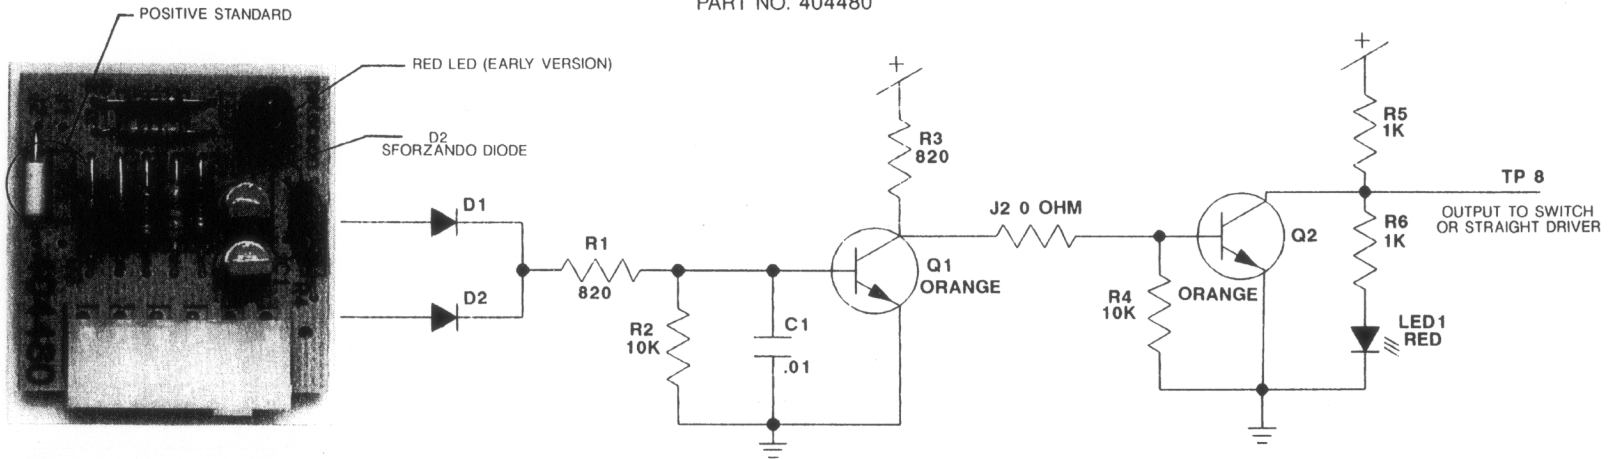 PART NO. 404480
POSITIVE STANDARD
RED LED (EARLY VERSION)
D2
SFORZANDO DIODE
D1
D2
R1
820
R2
10K
C1
.01
R3
820
Q1
ORANGE
J2 0 OHM
R4
10K
Q2
ORANGE
R5
1K
TP 8
OUTPUT TO SWITCH
OR STRAIGHT DRIVER
R6
1K
LED1
RED